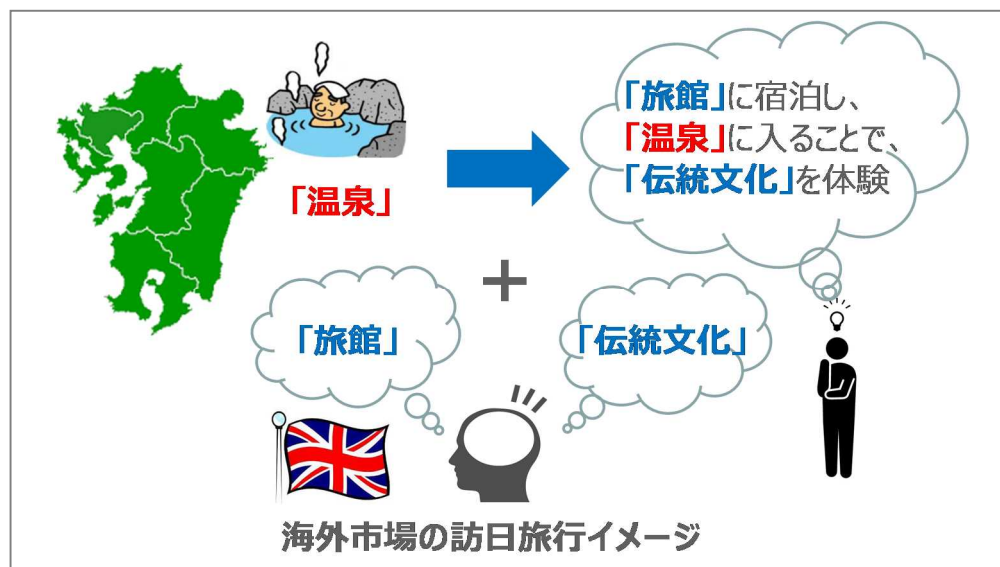 「温泉」
「旅館」に宿泊し、
「温泉」に入ることで、
「伝統文化」を体験
+
「旅館」
「伝統文化」
海外市場の訪日旅行イメージ